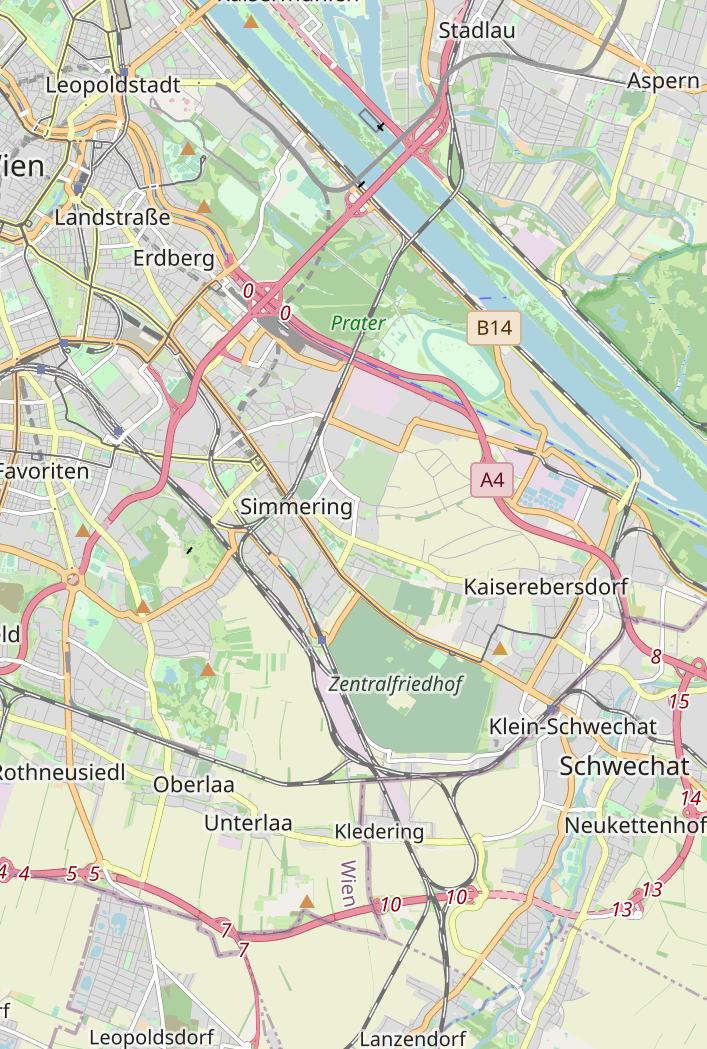 Kaisermühlen
Stadlau
Leopoldstadt
Aspern
Wien
Landstraße
Erdberg
0
0
Prater
B14
Favoriten
A4
Simmering
Kaiserebersdorf
8
Zentralfriedhof
15
Klein-Schwechat
Rothneusiedl
Schwechat
Oberlaa
14
Unterlaa
Kledering
Neukettenhof
4
4
5
5
Wien
10
10
13
13
7
7
Leopoldsdorf
Lanzendorf